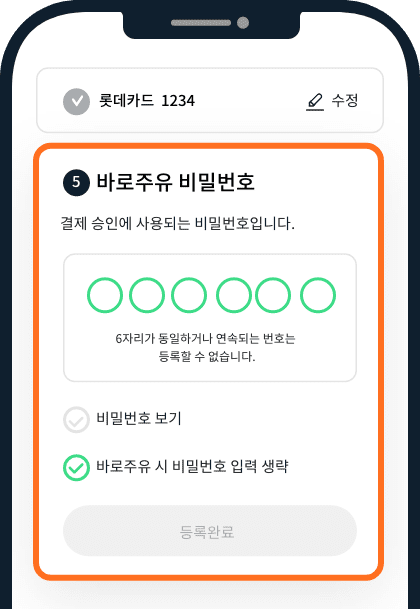 롯데카드 1234
수정
5 바로주유 비밀번호
결제 승인에 사용되는 비밀번호입니다.
6자리가 동일하거나 연속되는 번호는
등록할 수 없습니다.
비밀번호 보기
바로주유 시 비밀번호 입력 생략
등록완료